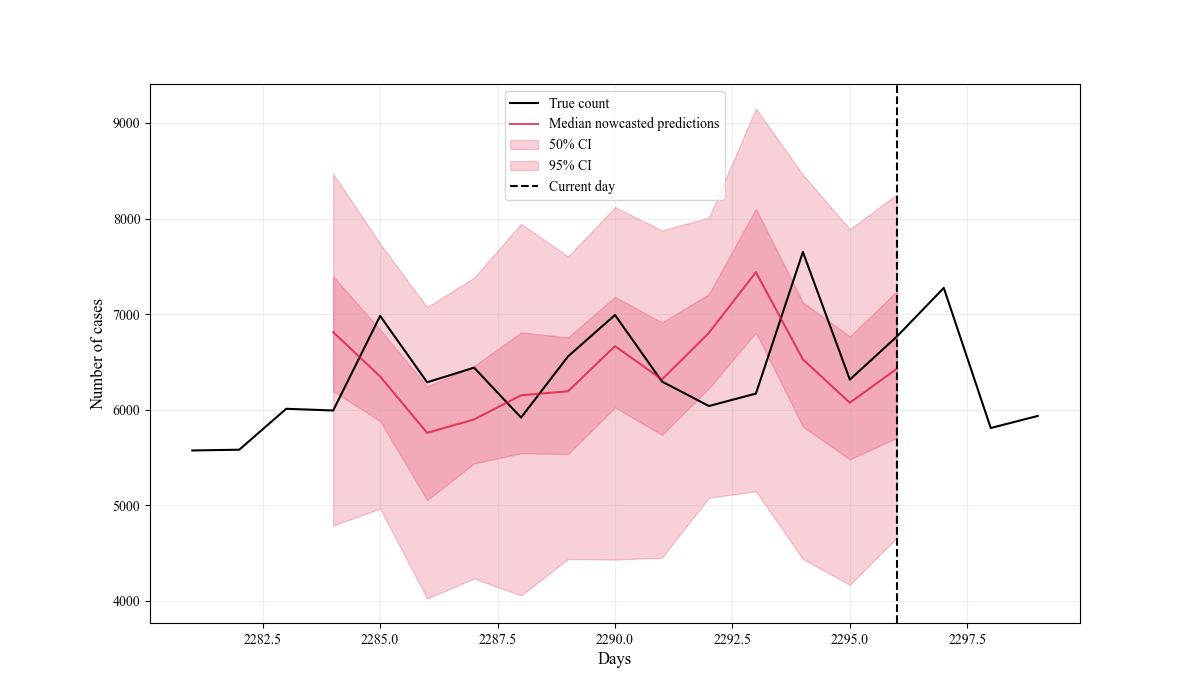 True count
Median nowcasted predictions
50% CI
95% CI
Current day
9000
8000
7000
6000
5000
4000
Number of cases
2282.5 2285.0 2287.5 2290.0 2292.5 2295.0 2297.5
Days